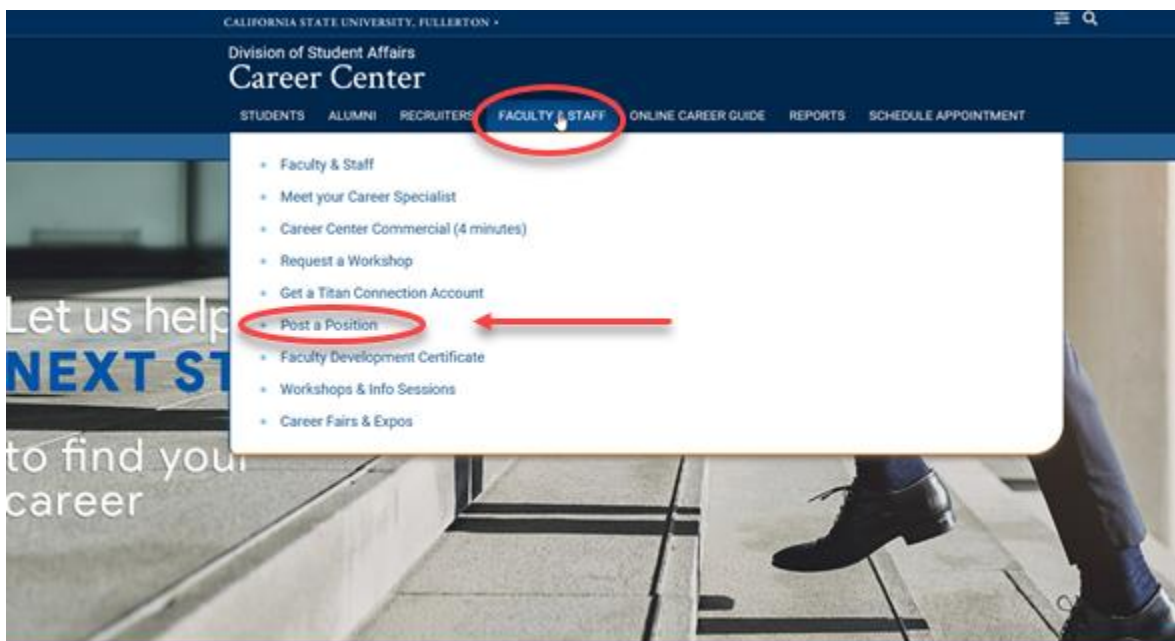 CALIFORNIA STATE UNIVERSITY, FULLERTON
Division of Student Affairs
Career Center
STUDENTS ALUMNI RECRUITERS FACULTY & STAFF ONLINE CAREER GUIDE REPORTS SCHEDULE APPOINTMENT
Faculty & Staff
Meet your Career Specialist
Career Center Commercial (4 minutes)
Request a Workshop
Get a Titan Connection Account
Post a Position
Faculty Development Certificate
Workshops & Info Sessions
Career Fairs & Expos
Let us help
NEXT ST
to find your
career